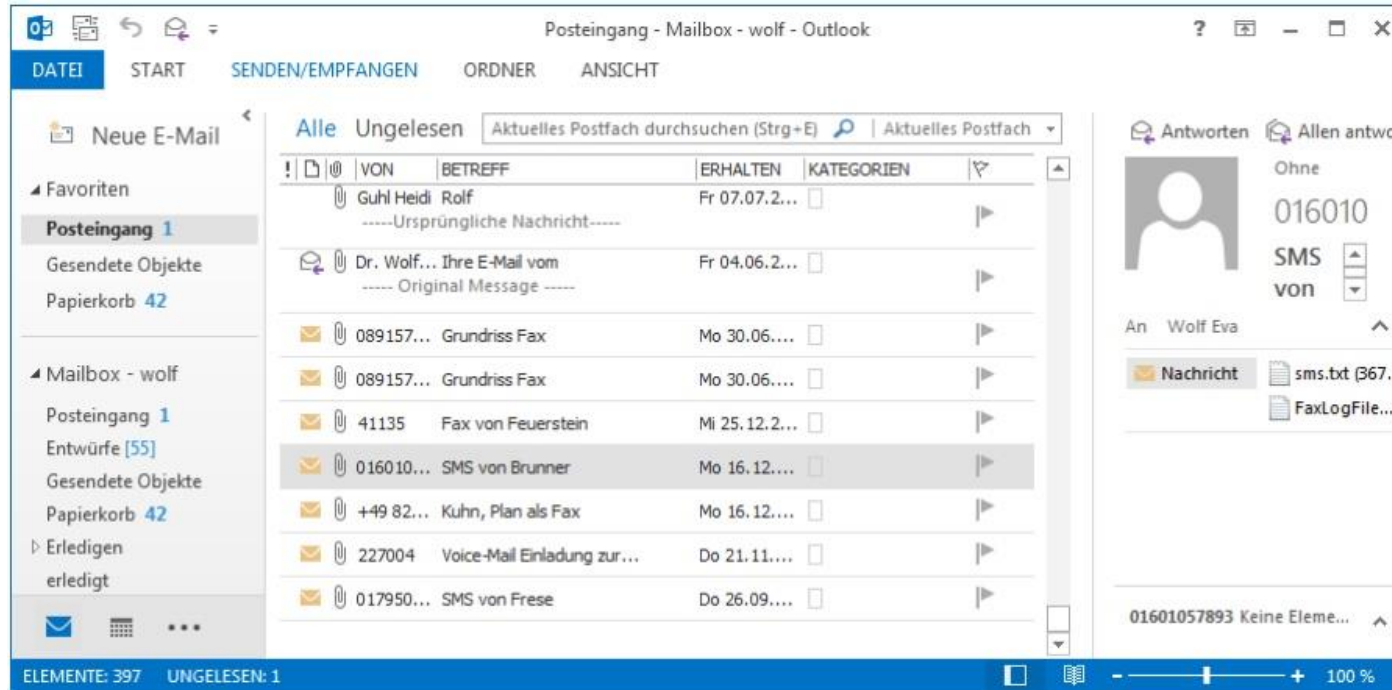 Posteingang - Mailbox - wolf - Outlook
DATEI START SENDEN/EMPFANGEN ORDNER ANSICHT
Neue E-Mail
Favoriten
Posteingang 1
Gesendete Objekte
Papierkorb 42
Mailbox - wolf
Posteingang 1
Entwürfe [55]
Gesendete Objekte
Papierkorb 42
Erledigen
erledigt
Alle Ungelesen Aktuelles Postfach durchsuchen (Strg+E) Aktuelles Postfach
! VON BETREFF ERHALTEN KATEGORIEN
Guhl Heidi Rolf Fr 07.07.2...
-----Ursprüngliche Nachricht-----
Dr. Wolf... Ihre E-Mail vom Fr 04.06.2...
----- Original Message -----
089157... Grundriss Fax Mo 30.06....
089157... Grundriss Fax Mo 30.06....
41135 Fax von Feuerstein Mi 25.12.2...
016010... SMS von Brunner Mo 16.12....
+49 82... Kuhn, Plan als Fax Mo 16.12....
227004 Voice-Mail Einladung zur... Do 21.11....
017950... SMS von Frese Do 26.09....
Antworten Allen antwo
Ohne
016010
SMS
von
An Wolf Eva
Nachricht sms.txt (367.
FaxLogFile...
01601057893 Keine Eleme...
ELEMENTE: 397 UNGELESEN: 1 100 %